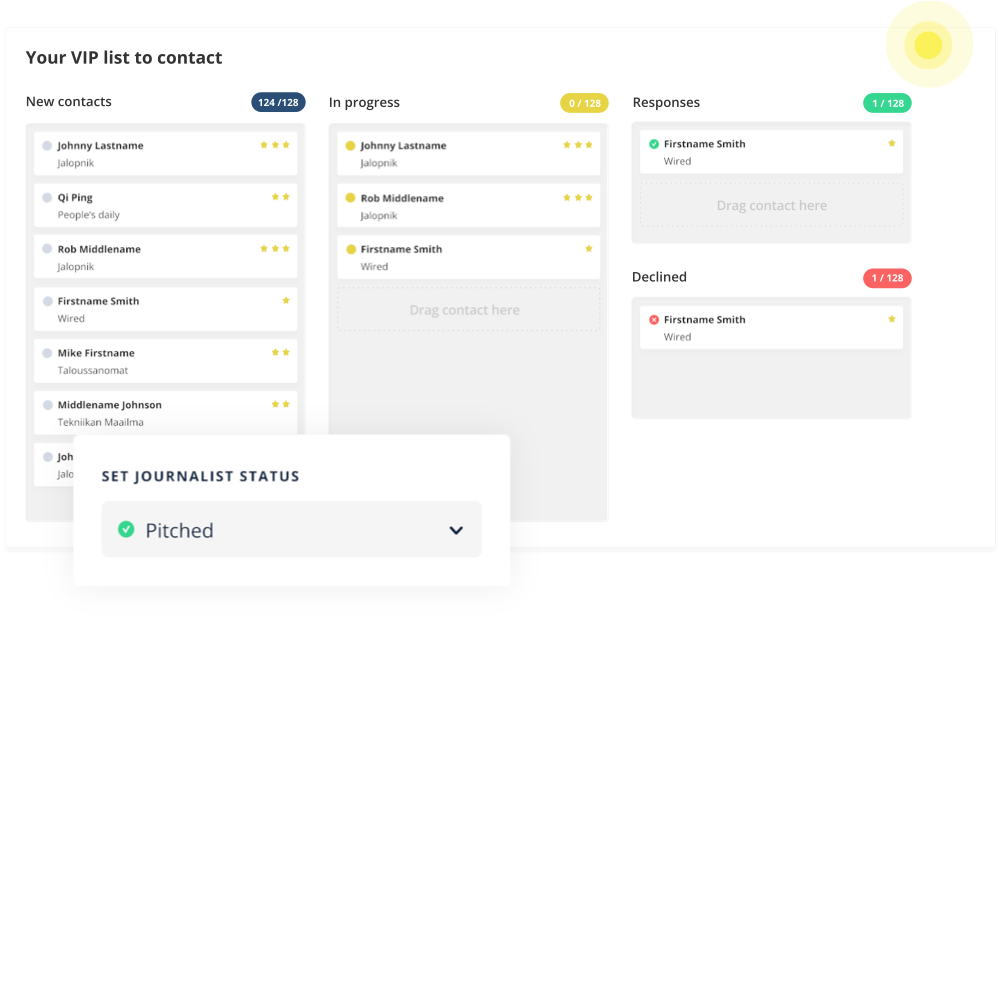 Your VIP list to contact
New contacts
124 /128
Johnny Lastname
Jalopnik
Qi Ping
People's daily
Rob Middlename
Jalopnik
Firstname Smith
Wired
Mike Firstname
Taloussanomat
Middlename Johnson
Tekniikan Maailma
Joh
Jalo
In progress
0 / 128
Johnny Lastname
Jalopnik
Rob Middlename
Jalopnik
Firstname Smith
Wired
Drag contact here
Responses
1 / 128
Firstname Smith
Wired
Drag contact here
Declined
1 / 128
Firstname Smith
Wired
SET JOURNALIST STATUS
Pitched